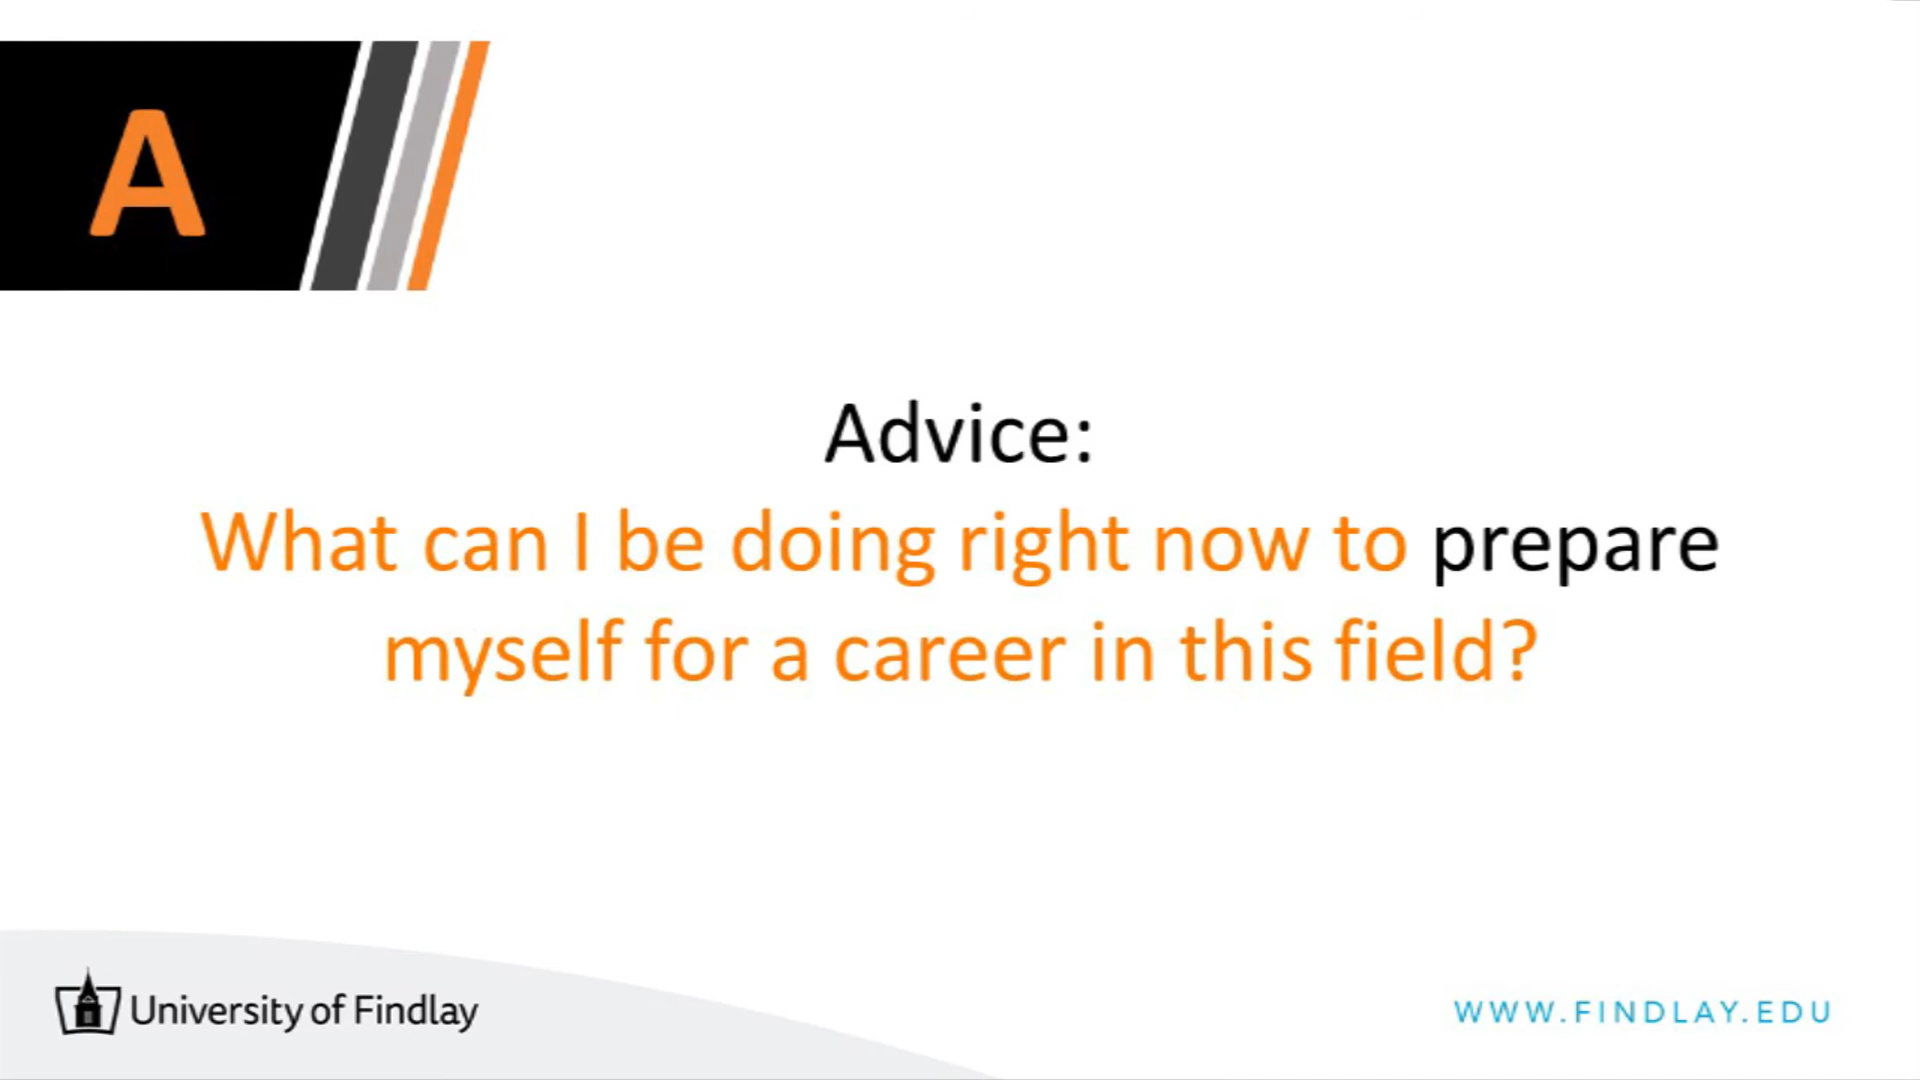 A
Advice:
What can I be doing right now to prepare
myself for a career in this field?
University of Findlay
WWW.FINDLAY.EDU